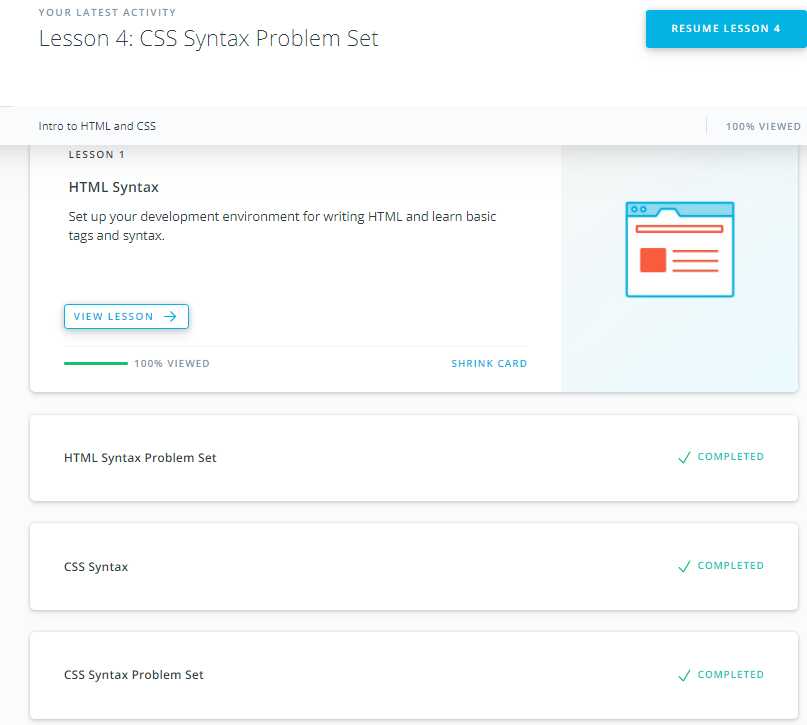 YOUR LATEST ACTIVITY
Lesson 4: CSS Syntax Problem Set
RESUME LESSON 4
Intro to HTML and CSS
100% VIEWED
LESSON 1
HTML Syntax
Set up your development environment for writing HTML and learn basic
tags and syntax.
VIEW LESSON
100% VIEWED
SHRINK CARD
HTML Syntax Problem Set
COMPLETED
CSS Syntax
COMPLETED
CSS Syntax Problem Set
COMPLETED